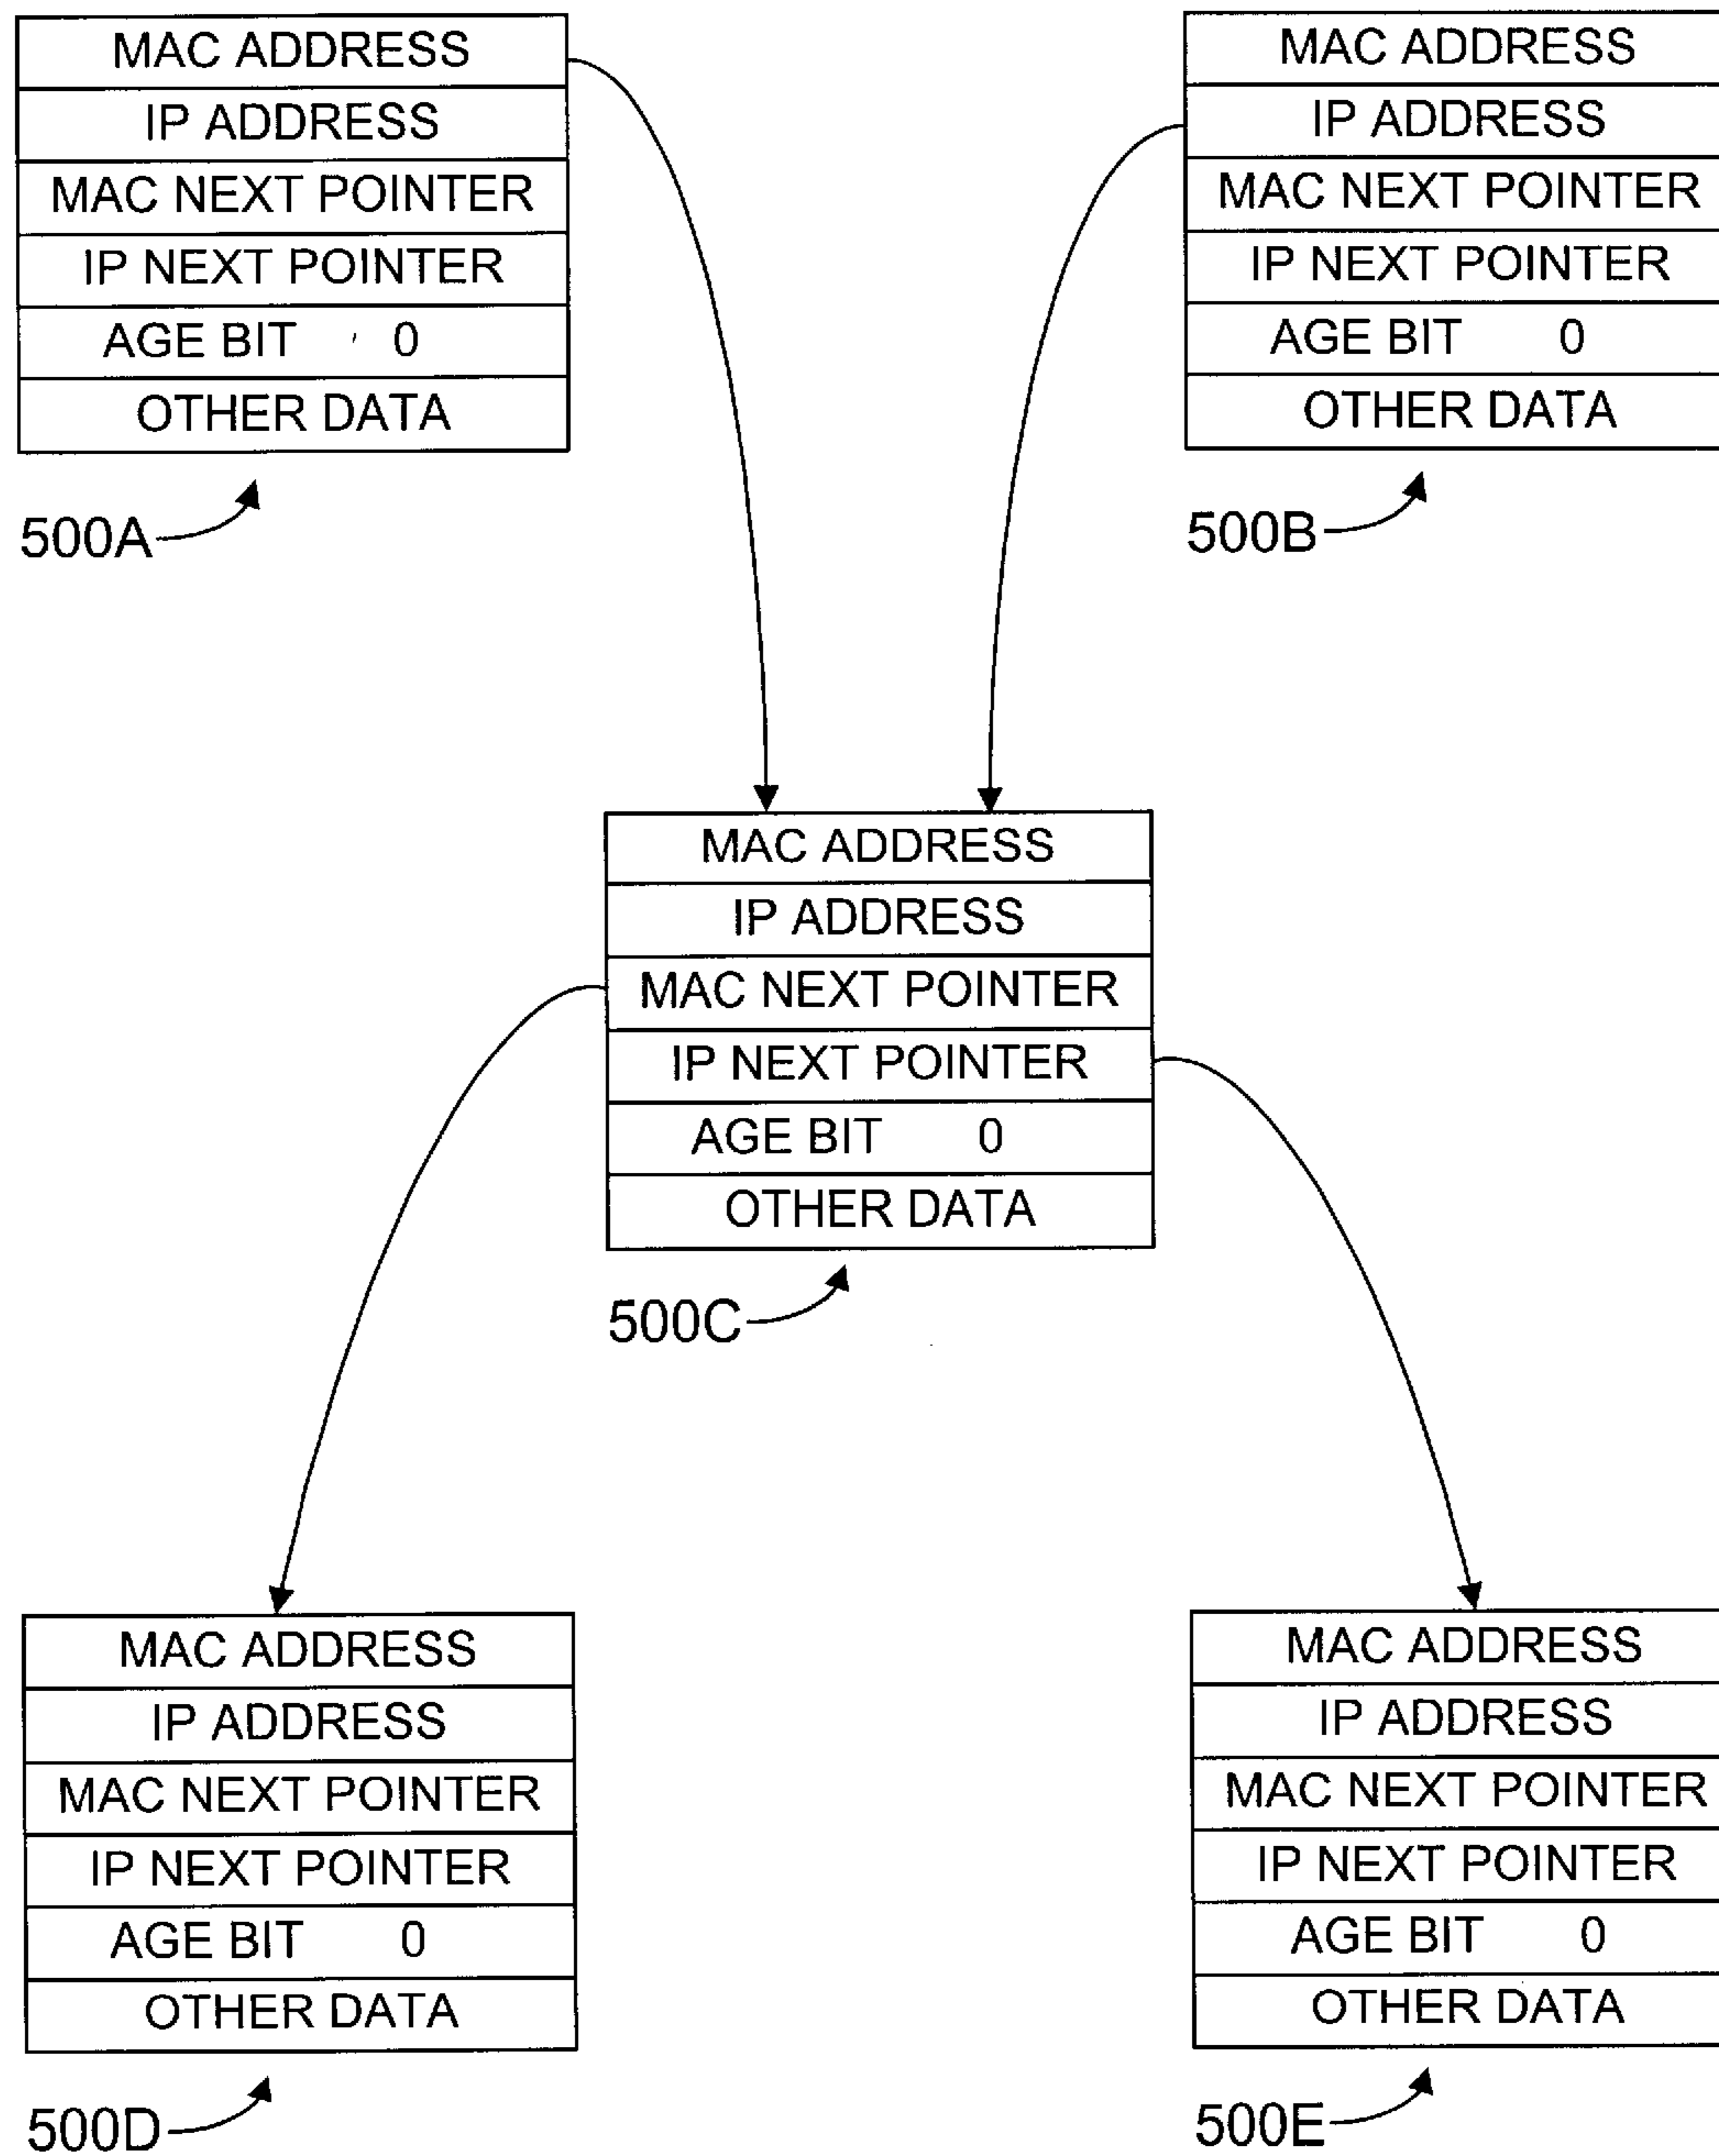 MAC ADDRESS
IP ADDRESS
MAC NEXT POINTER
IP NEXT POINTER
AGE BIT 0
OTHER DATA
500A
MAC ADDRESS
IP ADDRESS
MAC NEXT POINTER
IP NEXT POINTER
AGE BIT 0
OTHER DATA
500B
MAC ADDRESS
IP ADDRESS
MAC NEXT POINTER
IP NEXT POINTER
AGE BIT 0
OTHER DATA
500C
MAC ADDRESS
IP ADDRESS
MAC NEXT POINTER
IP NEXT POINTER
AGE BIT 0
OTHER DATA
500D
MAC ADDRESS
IP ADDRESS
MAC NEXT POINTER
IP NEXT POINTER
AGE BIT 0
OTHER DATA
500E